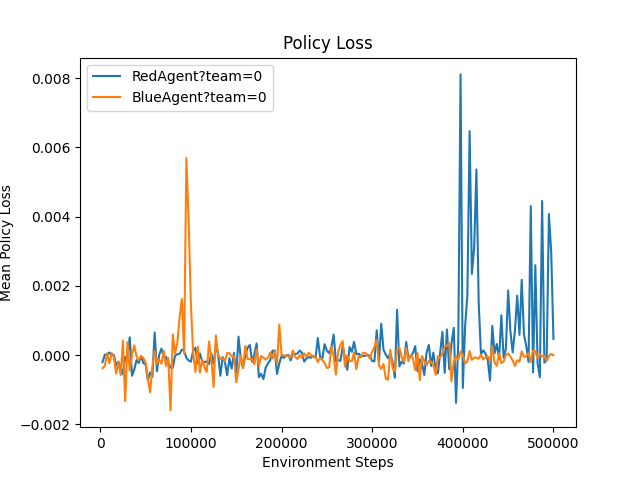 Policy Loss
RedAgent?team=0
BlueAgent?team=0
Mean Policy Loss
0.008
0.006
0.004
0.002
0.000
−0.002
0
100000
200000
300000
400000
500000
Environment Steps